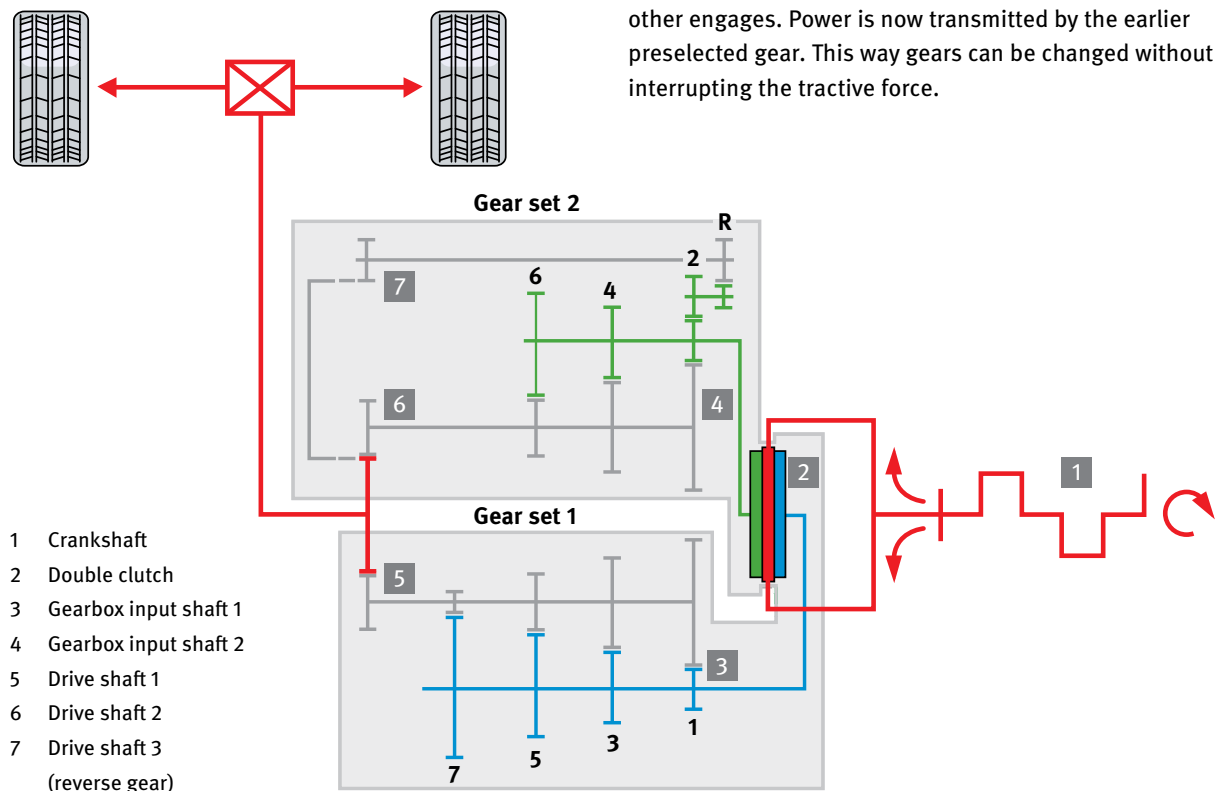 other engages. Power is now transmitted by the earlier
preselected gear. This way gears can be changed without
interrupting the tractive force.
Gear set 2
R
2
7
6
4
6
4
2
1
Gear set 1
5
3
1
3
5
7
1 Crankshaft
2 Double clutch
3 Gearbox input shaft 1
4 Gearbox input shaft 2
5 Drive shaft 1
6 Drive shaft 2
7 Drive shaft 3
(reverse gear)